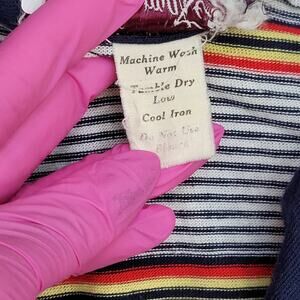 Machine Wash
Warm
Tumble Dry
Low
Cool Iron
Do Not Use
Bleach